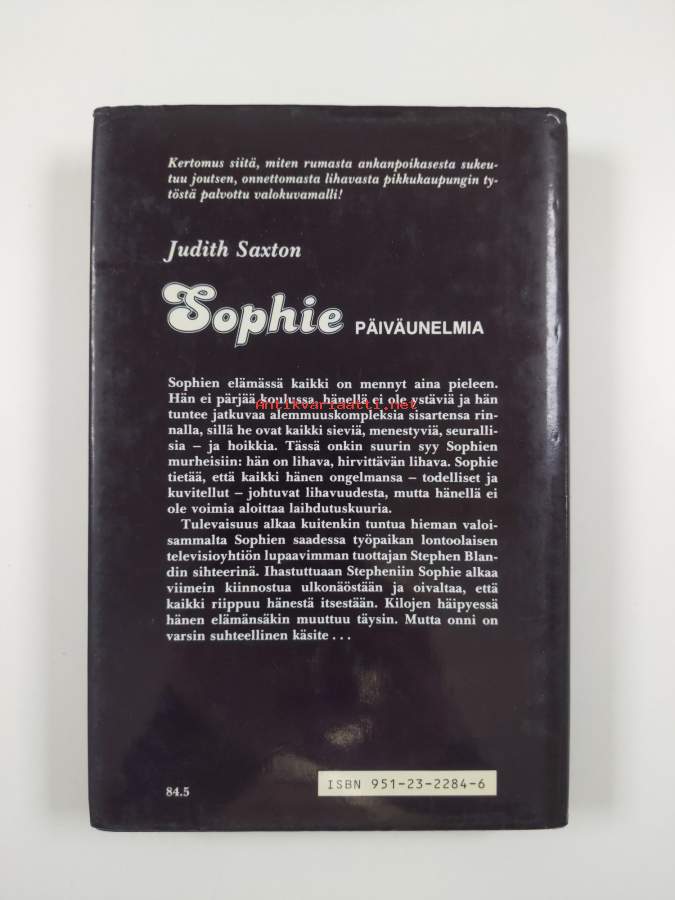 Kertomus siitä, miten rumasta ankanpoikasesta sukeu-
tuu joutsen, onnettomasta lihavasta pikkukaupungin ty-
töstä palvottu valokuvamalli!
Judith Saxton
Sophie PÄIVÄUNELMIA
Sophien elämässä kaikki on mennyt aina pieleen.
Hän ei pärjää koulussa, hänellä ei ole ystäviä ja hän
Antikvariaatti.net
tuntee jatkuvaa alemmuuskompleksia sisartensa rin-
nalla, sillä he ovat kaikki sieviä, menestyviä, seuralli-
sia – ja hoikkia. Tässä onkin suurin syy Sophien
murheisiin: hän on lihava, hirvittävän lihava. Sophie
tietää, että kaikki hänen ongelmansa – todelliset ja
kuvitellut – johtuvat lihavuudesta, mutta hänellä ei
ole voimia aloittaa laihdutuskuuria.
Tulevaisuus alkaa kuitenkin tuntua hieman valoi-
sammalta Sophien saadessa työpaikan lontoolaisen
televisioyhtiön lupaavimman tuottajan Stephen Blan-
din sihteerinä. Ihastuttuaan Stepheniin Sophie alkaa
viimein kiinnostua ulkonäöstään ja oivaltaa, että
kaikki riippuu hänestä itsestään. Kilojen häipyessä
hänen elämänsäkin muuttuu täysin. Mutta onni on
varsin suhteellinen käsite . . .
84.5
ISBN 951-23-2284-6